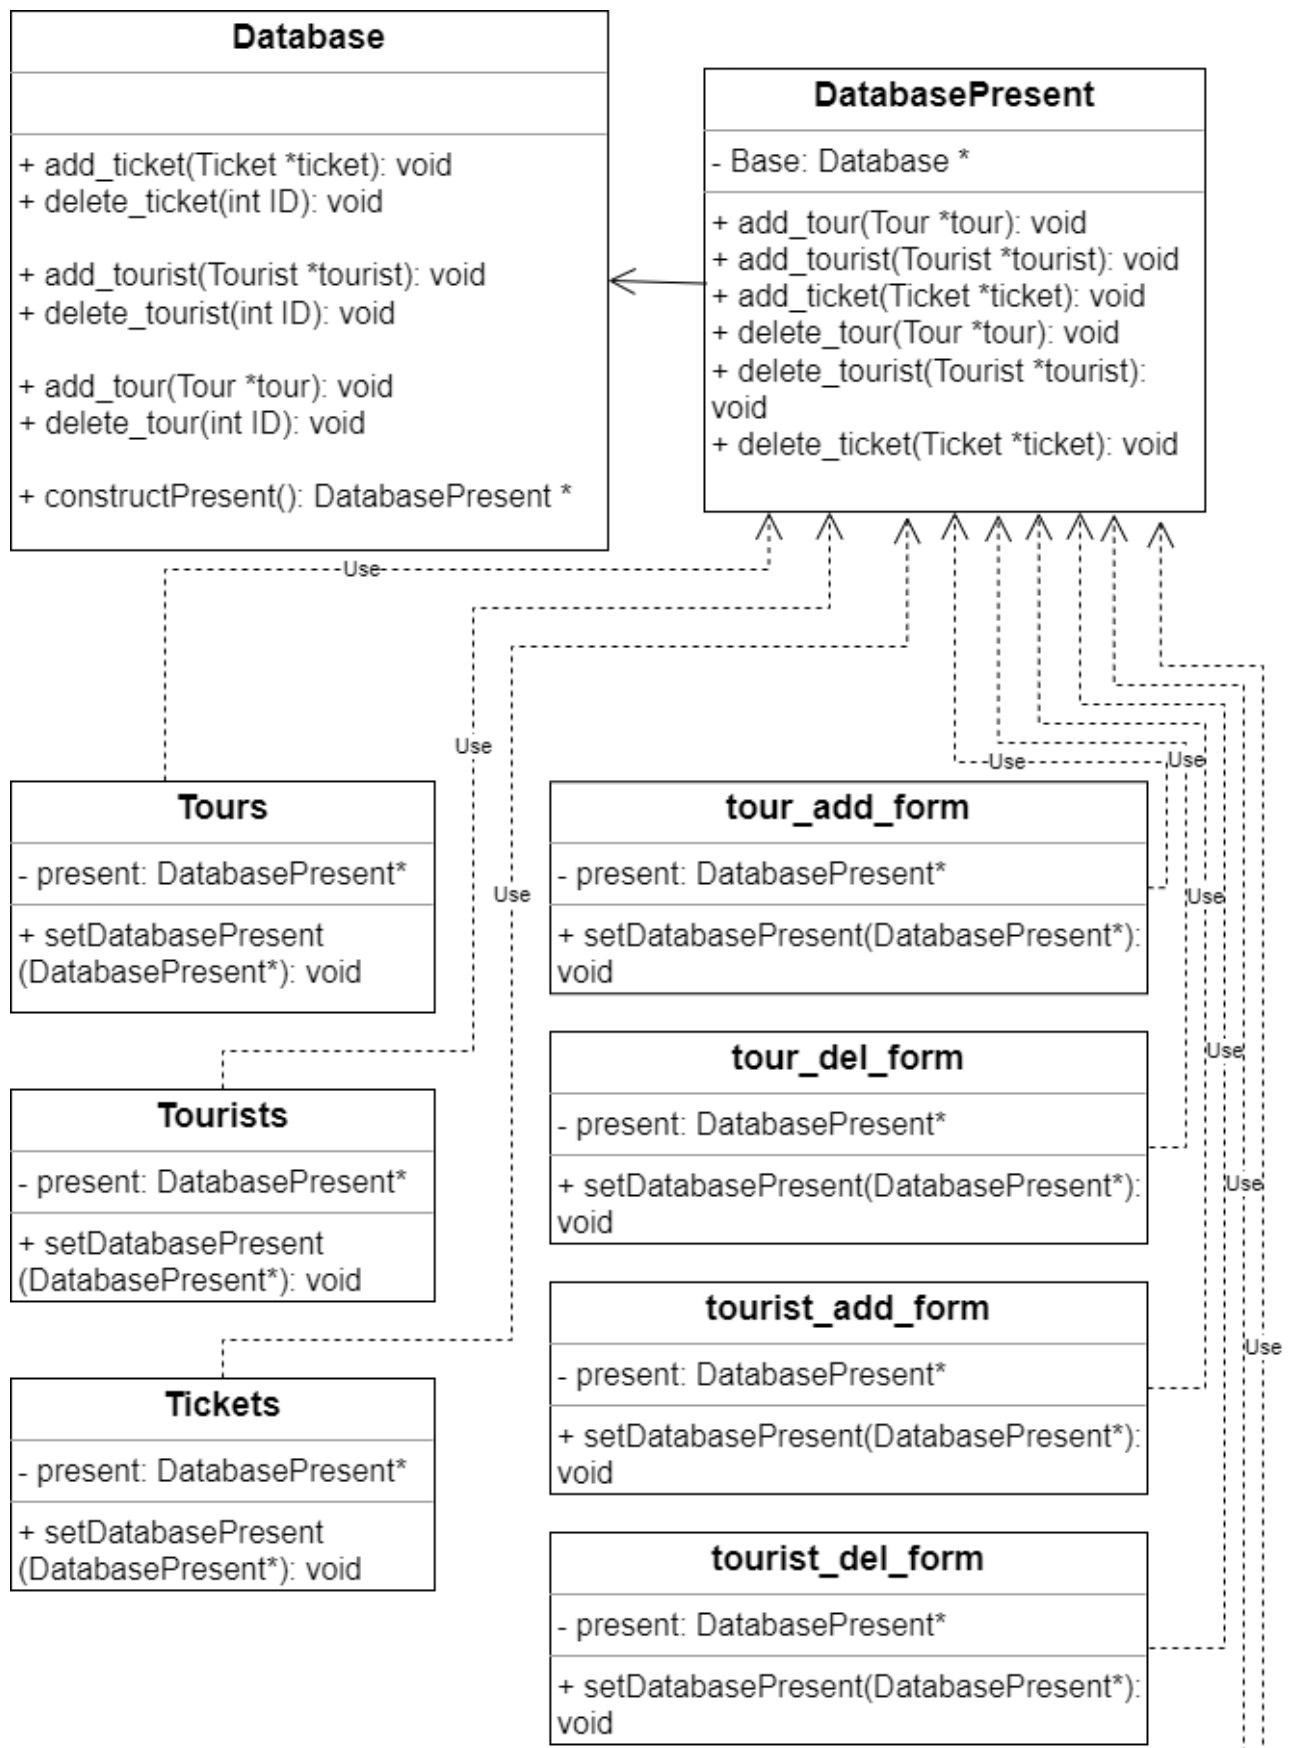 Database
+ add_ticket(Ticket *ticket): void
+ delete_ticket(int ID): void
+ add_tourist(Tourist *tourist): void
+ delete_tourist(int ID): void
+ add_tour(Tour *tour): void
+ delete_tour(int ID): void
+ constructPresent(): DatabasePresent *
DatabasePresent
- Base: Database *
+ add_tour(Tour *tour): void
+ add_tourist(Tourist *tourist): void
+ add_ticket(Ticket *ticket): void
+ delete_tour(Tour *tour): void
+ delete_tourist(Tourist *tourist):
void
+ delete_ticket(Ticket *ticket): void
Use
Use
Use
Use
Use
Use
Use
Use
Use
Tours
- present: DatabasePresent*
+ setDatabasePresent
(DatabasePresent*): void
Tourists
- present: DatabasePresent*
+ setDatabasePresent
(DatabasePresent*): void
Tickets
- present: DatabasePresent*
+ setDatabasePresent
(DatabasePresent*): void
tour_add_form
- present: DatabasePresent*
+ setDatabasePresent(DatabasePresent*):
void
tour_del_form
- present: DatabasePresent*
+ setDatabasePresent(DatabasePresent*):
void
tourist_add_form
- present: DatabasePresent*
+ setDatabasePresent(DatabasePresent*):
void
tourist_del_form
- present: DatabasePresent*
+ setDatabasePresent(DatabasePresent*):
void